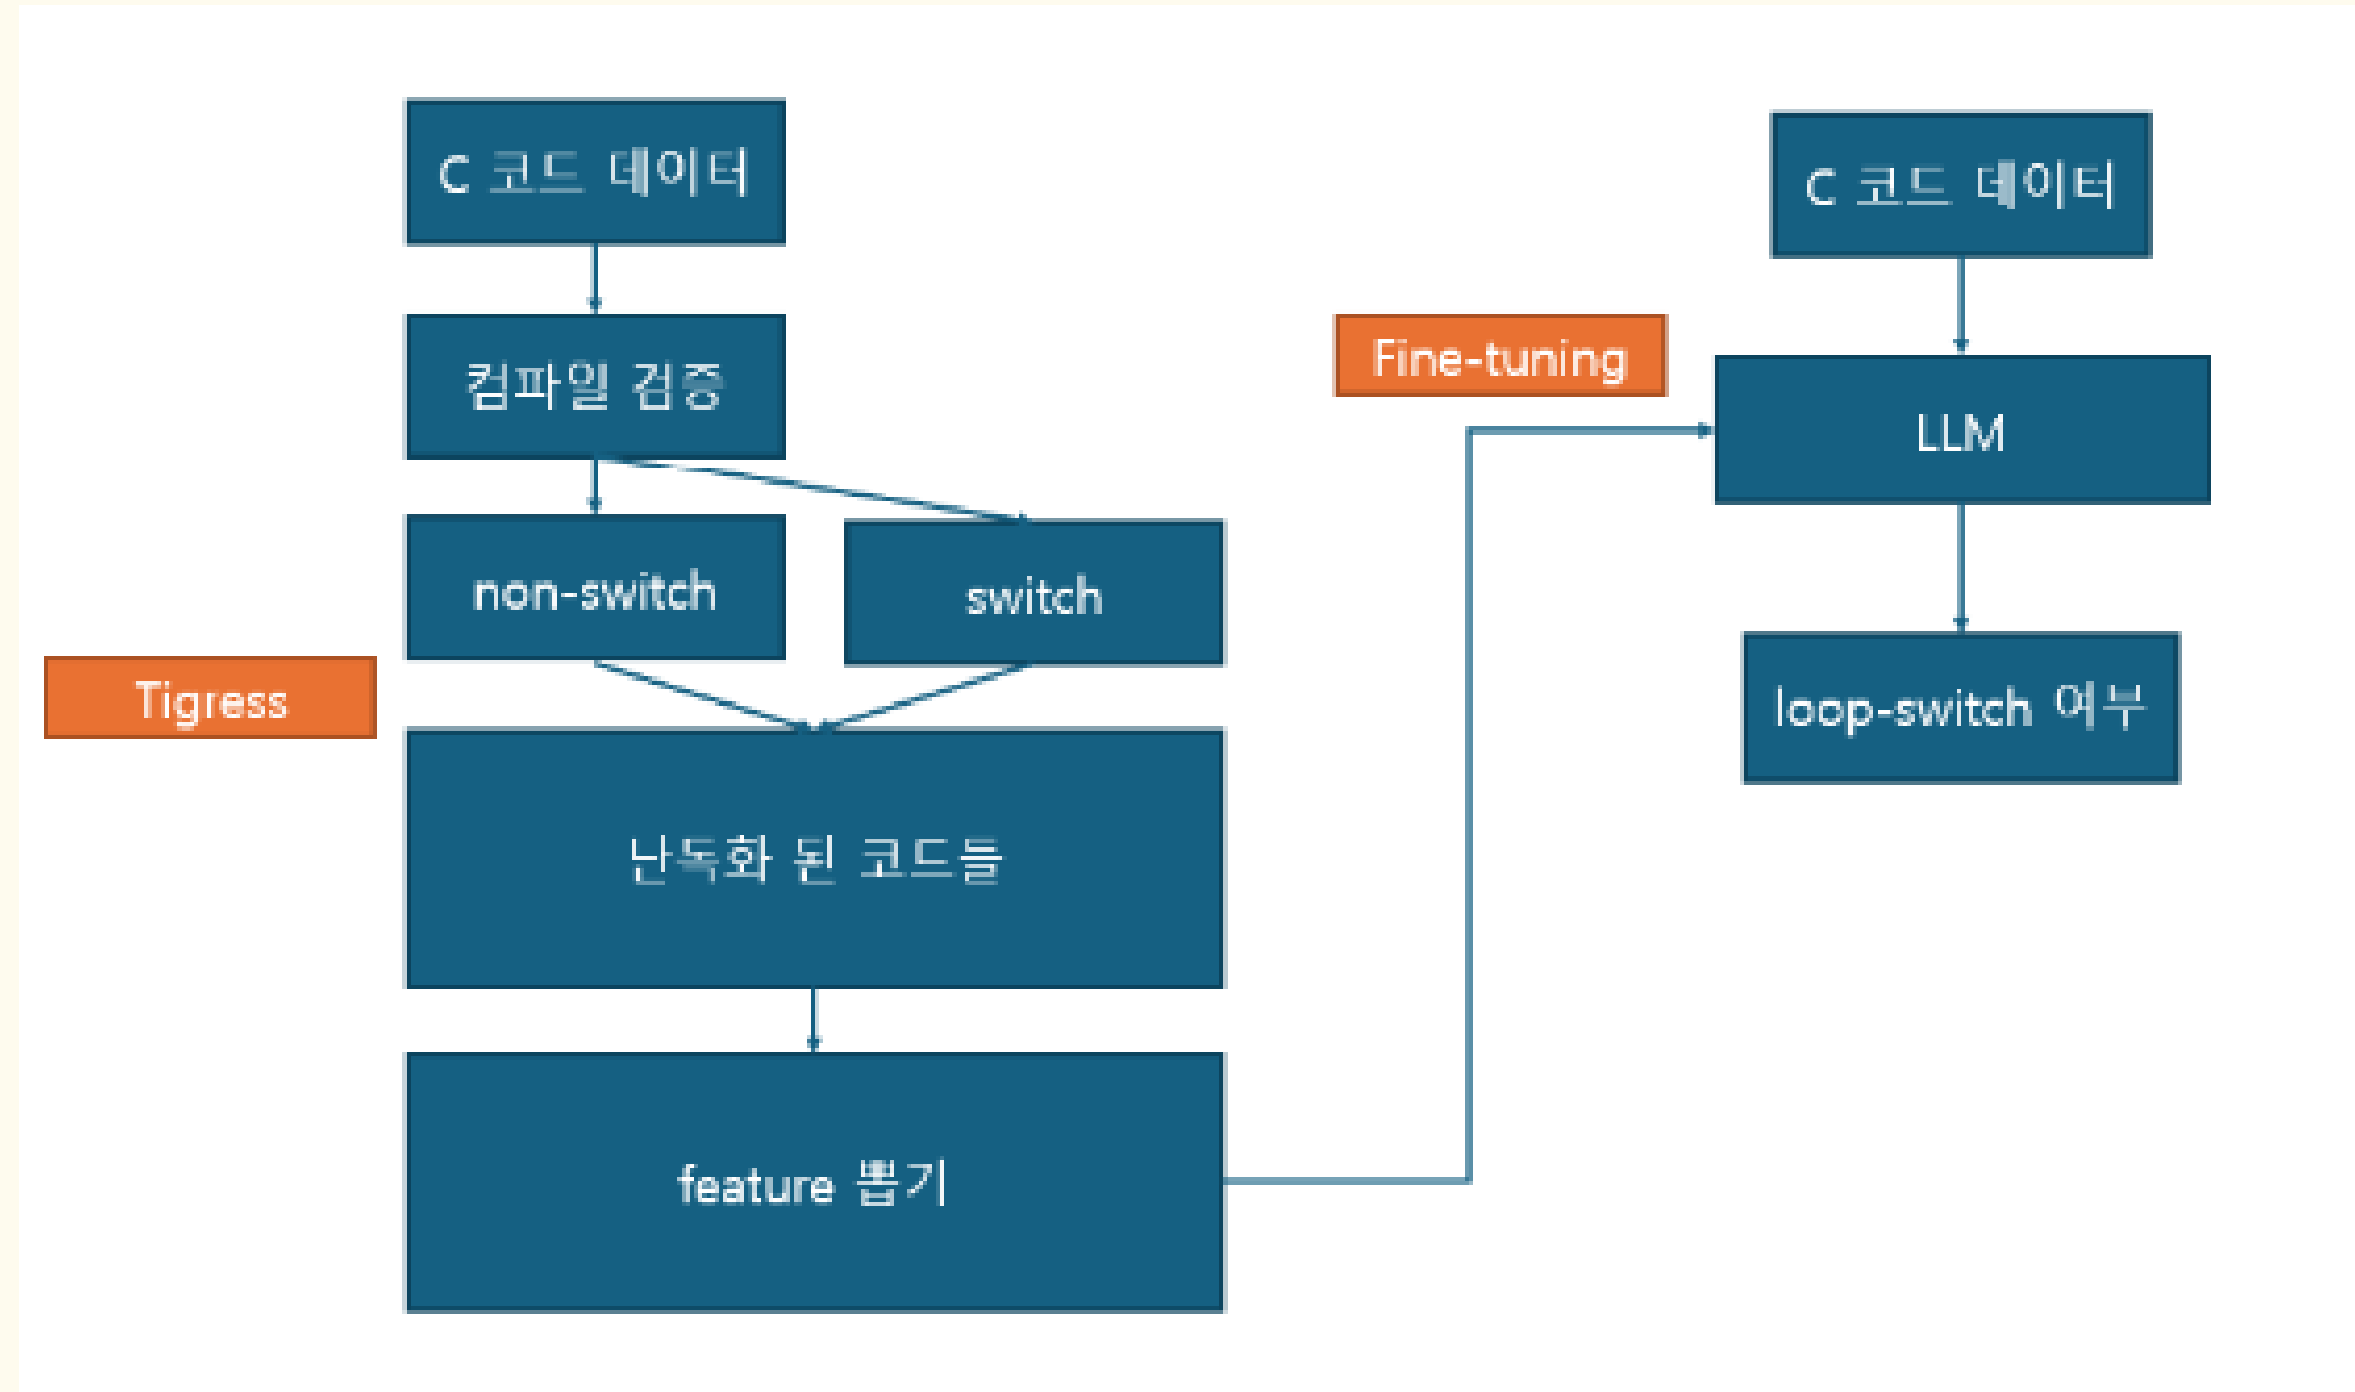 C 코드 데이터
컴파일 검증
non-switch
switch
Tigress
난독화 된 코드들
feature 뽑기
Fine-tuning
C 코드 데이터
LLM
loop-switch 여부